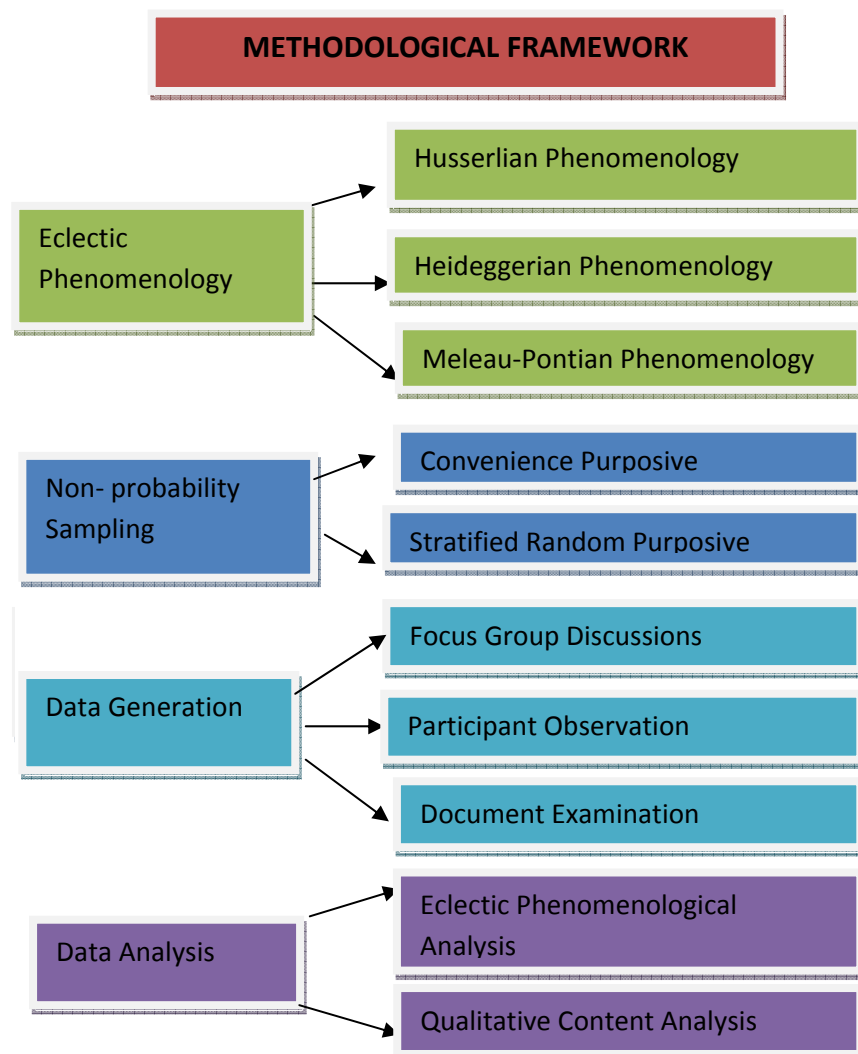 METHODOLOGICAL FRAMEWORK
Husserlian Phenomenology
Eclectic
Phenomenology
Heideggerian Phenomenology
Meleau-Pontian Phenomenology
Non- probability
Sampling
Convenience Purposive
Stratified Random Purposive
Data Generation
Focus Group Discussions
Participant Observation
Document Examination
Data Analysis
Eclectic Phenomenological
Analysis
Qualitative Content Analysis